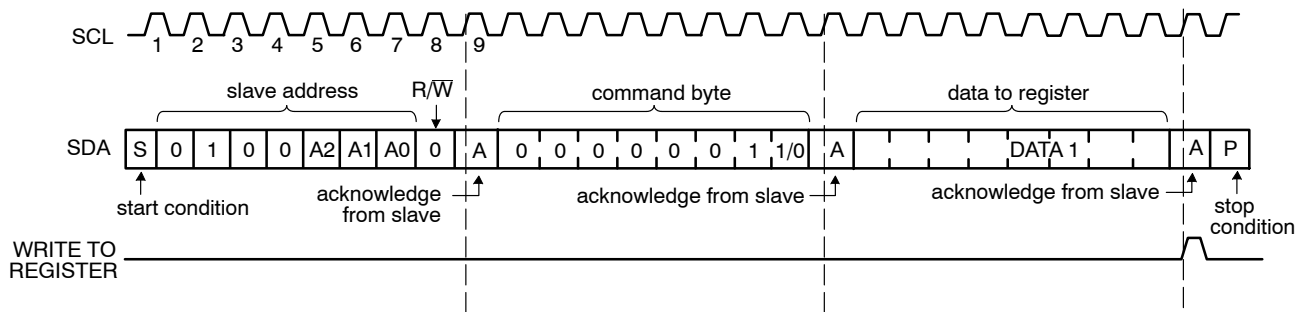 SCL
1 2 3 4 5 6 7 8 9
slave address R/W̅ command byte data to register
SDA S 0 1 0 0 A2 A1 A0 0 A 0 0 0 0 0 0 1 1/0 A DATA 1 A P
start condition
acknowledge
from slave
acknowledge from slave
acknowledge from slave
stop
condition
WRITE TO
REGISTER